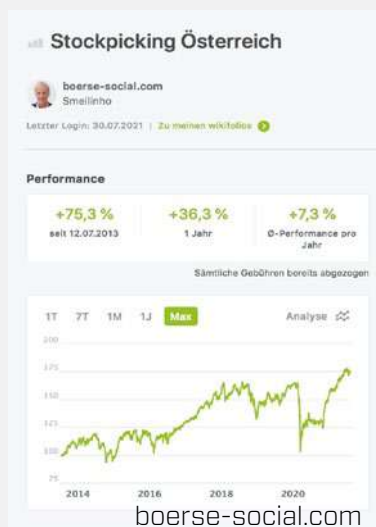 Stockpicking Österreich
boerse-social.com
Smeilinho
Letzter Login: 30.07.2021 | Zu meinen wikifolios
Performance
+75,3 %
seit 12.07.2013
+36,3 %
1 Jahr
+7,3 %
Ø-Performance pro
Jahr
Sämtliche Gebühren bereits abgezogen
1T 7T 1M 1J Max Analyse
200
175
150
125
100
75
2014 2016 2018 2020
boerse-social.com